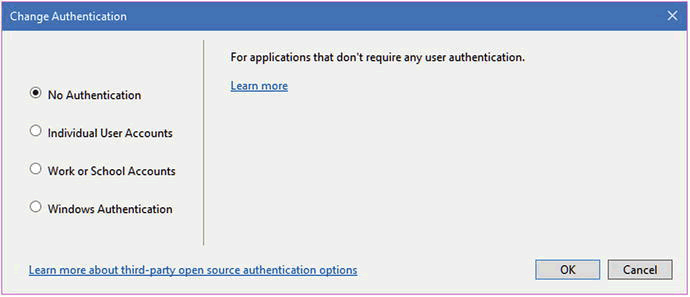 Change Authentication
No Authentication
Individual User Accounts
Work or School Accounts
Windows Authentication
For applications that don't require any user authentication.
Learn more
Learn more about third-party open source authentication options
OK
Cancel